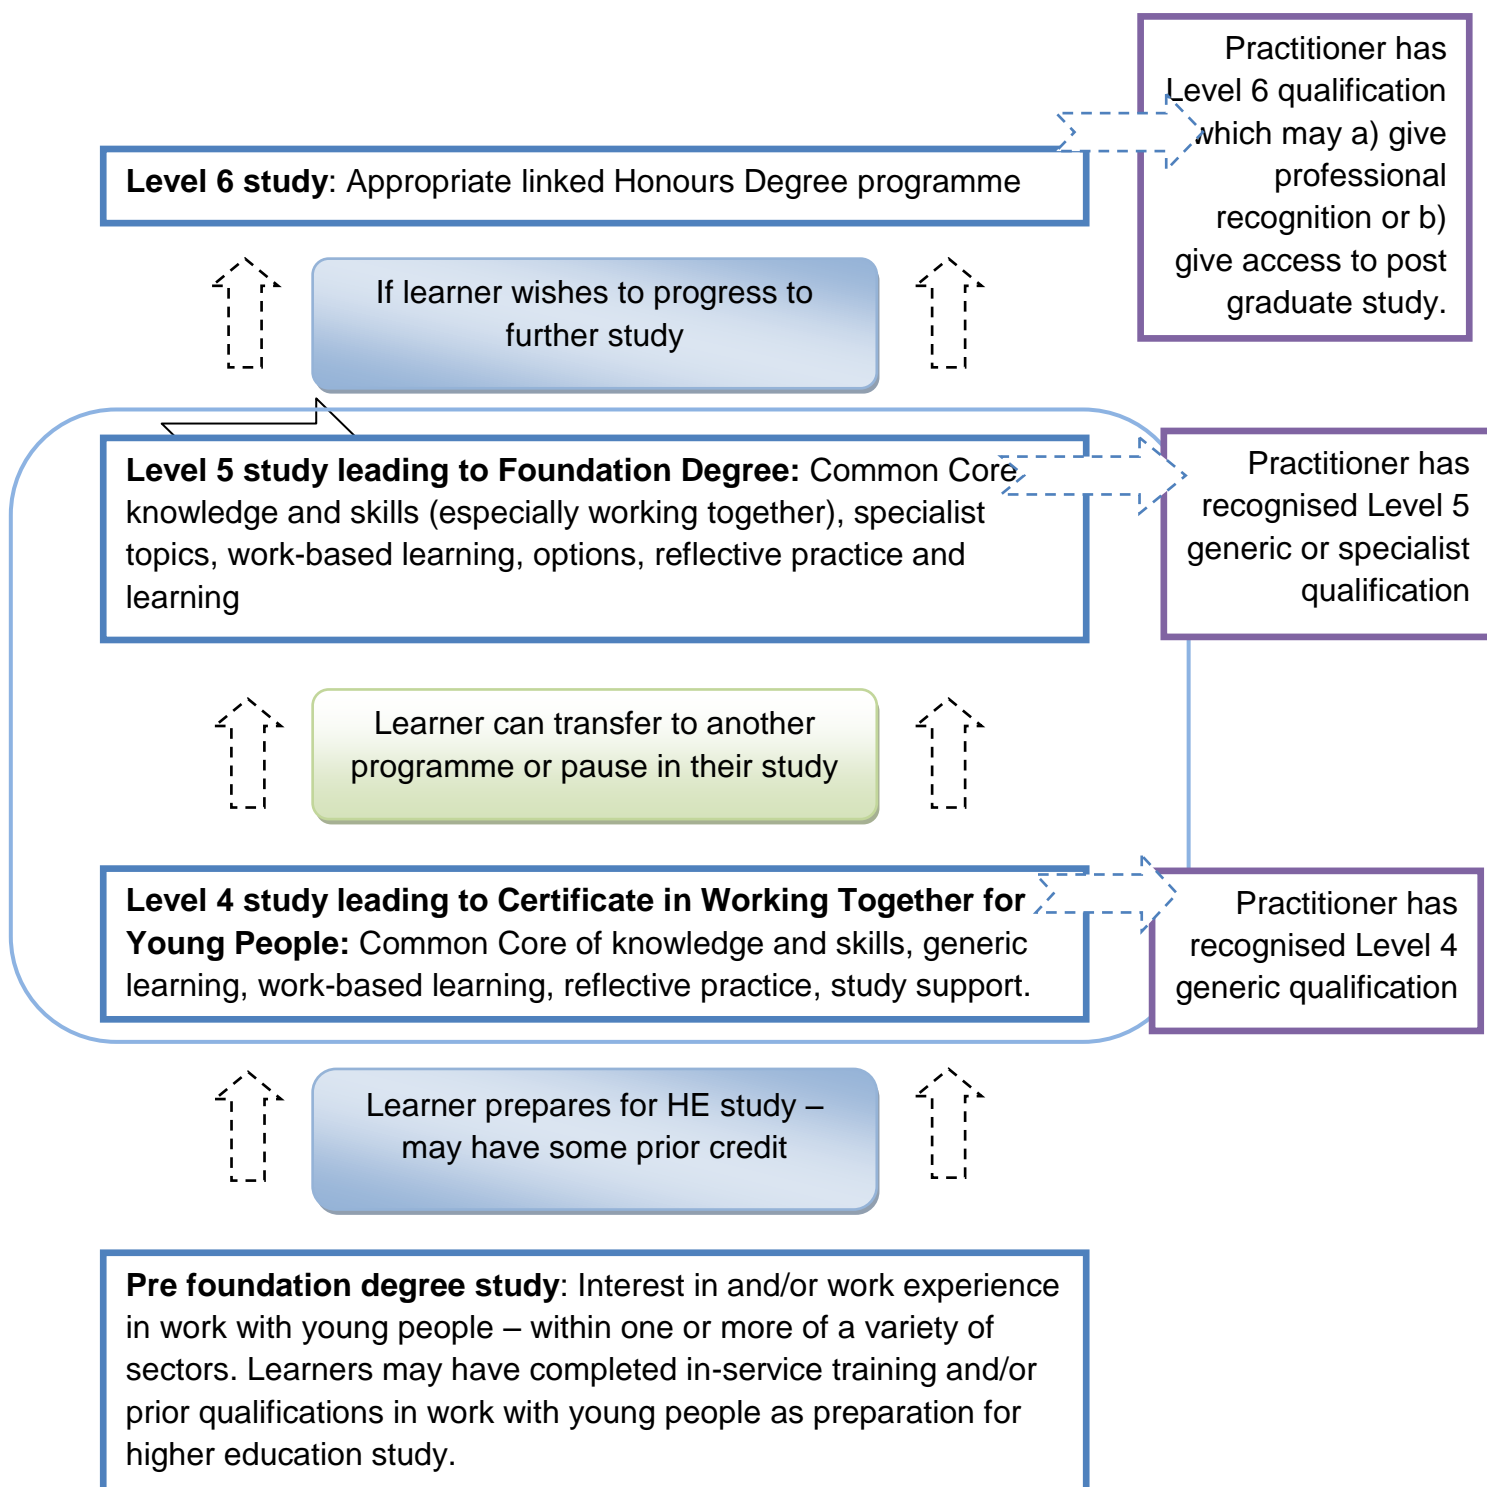 Practitioner has
Level 6 qualification
which may a) give
professional
recognition or b)
give access to post
graduate study.
Level 6 study: Appropriate linked Honours Degree programme
If learner wishes to progress to
further study
Level 5 study leading to Foundation Degree: Common Core
knowledge and skills (especially working together), specialist
topics, work-based learning, options, reflective practice and
learning
Practitioner has
recognised Level 5
generic or specialist
qualification
Learner can transfer to another
programme or pause in their study
Level 4 study leading to Certificate in Working Together for
Young People: Common Core of knowledge and skills, generic
learning, work-based learning, reflective practice, study support.
Practitioner has
recognised Level 4
generic qualification
Learner prepares for HE study –
may have some prior credit
Pre foundation degree study: Interest in and/or work experience
in work with young people – within one or more of a variety of
sectors. Learners may have completed in-service training and/or
prior qualifications in work with young people as preparation for
higher education study.